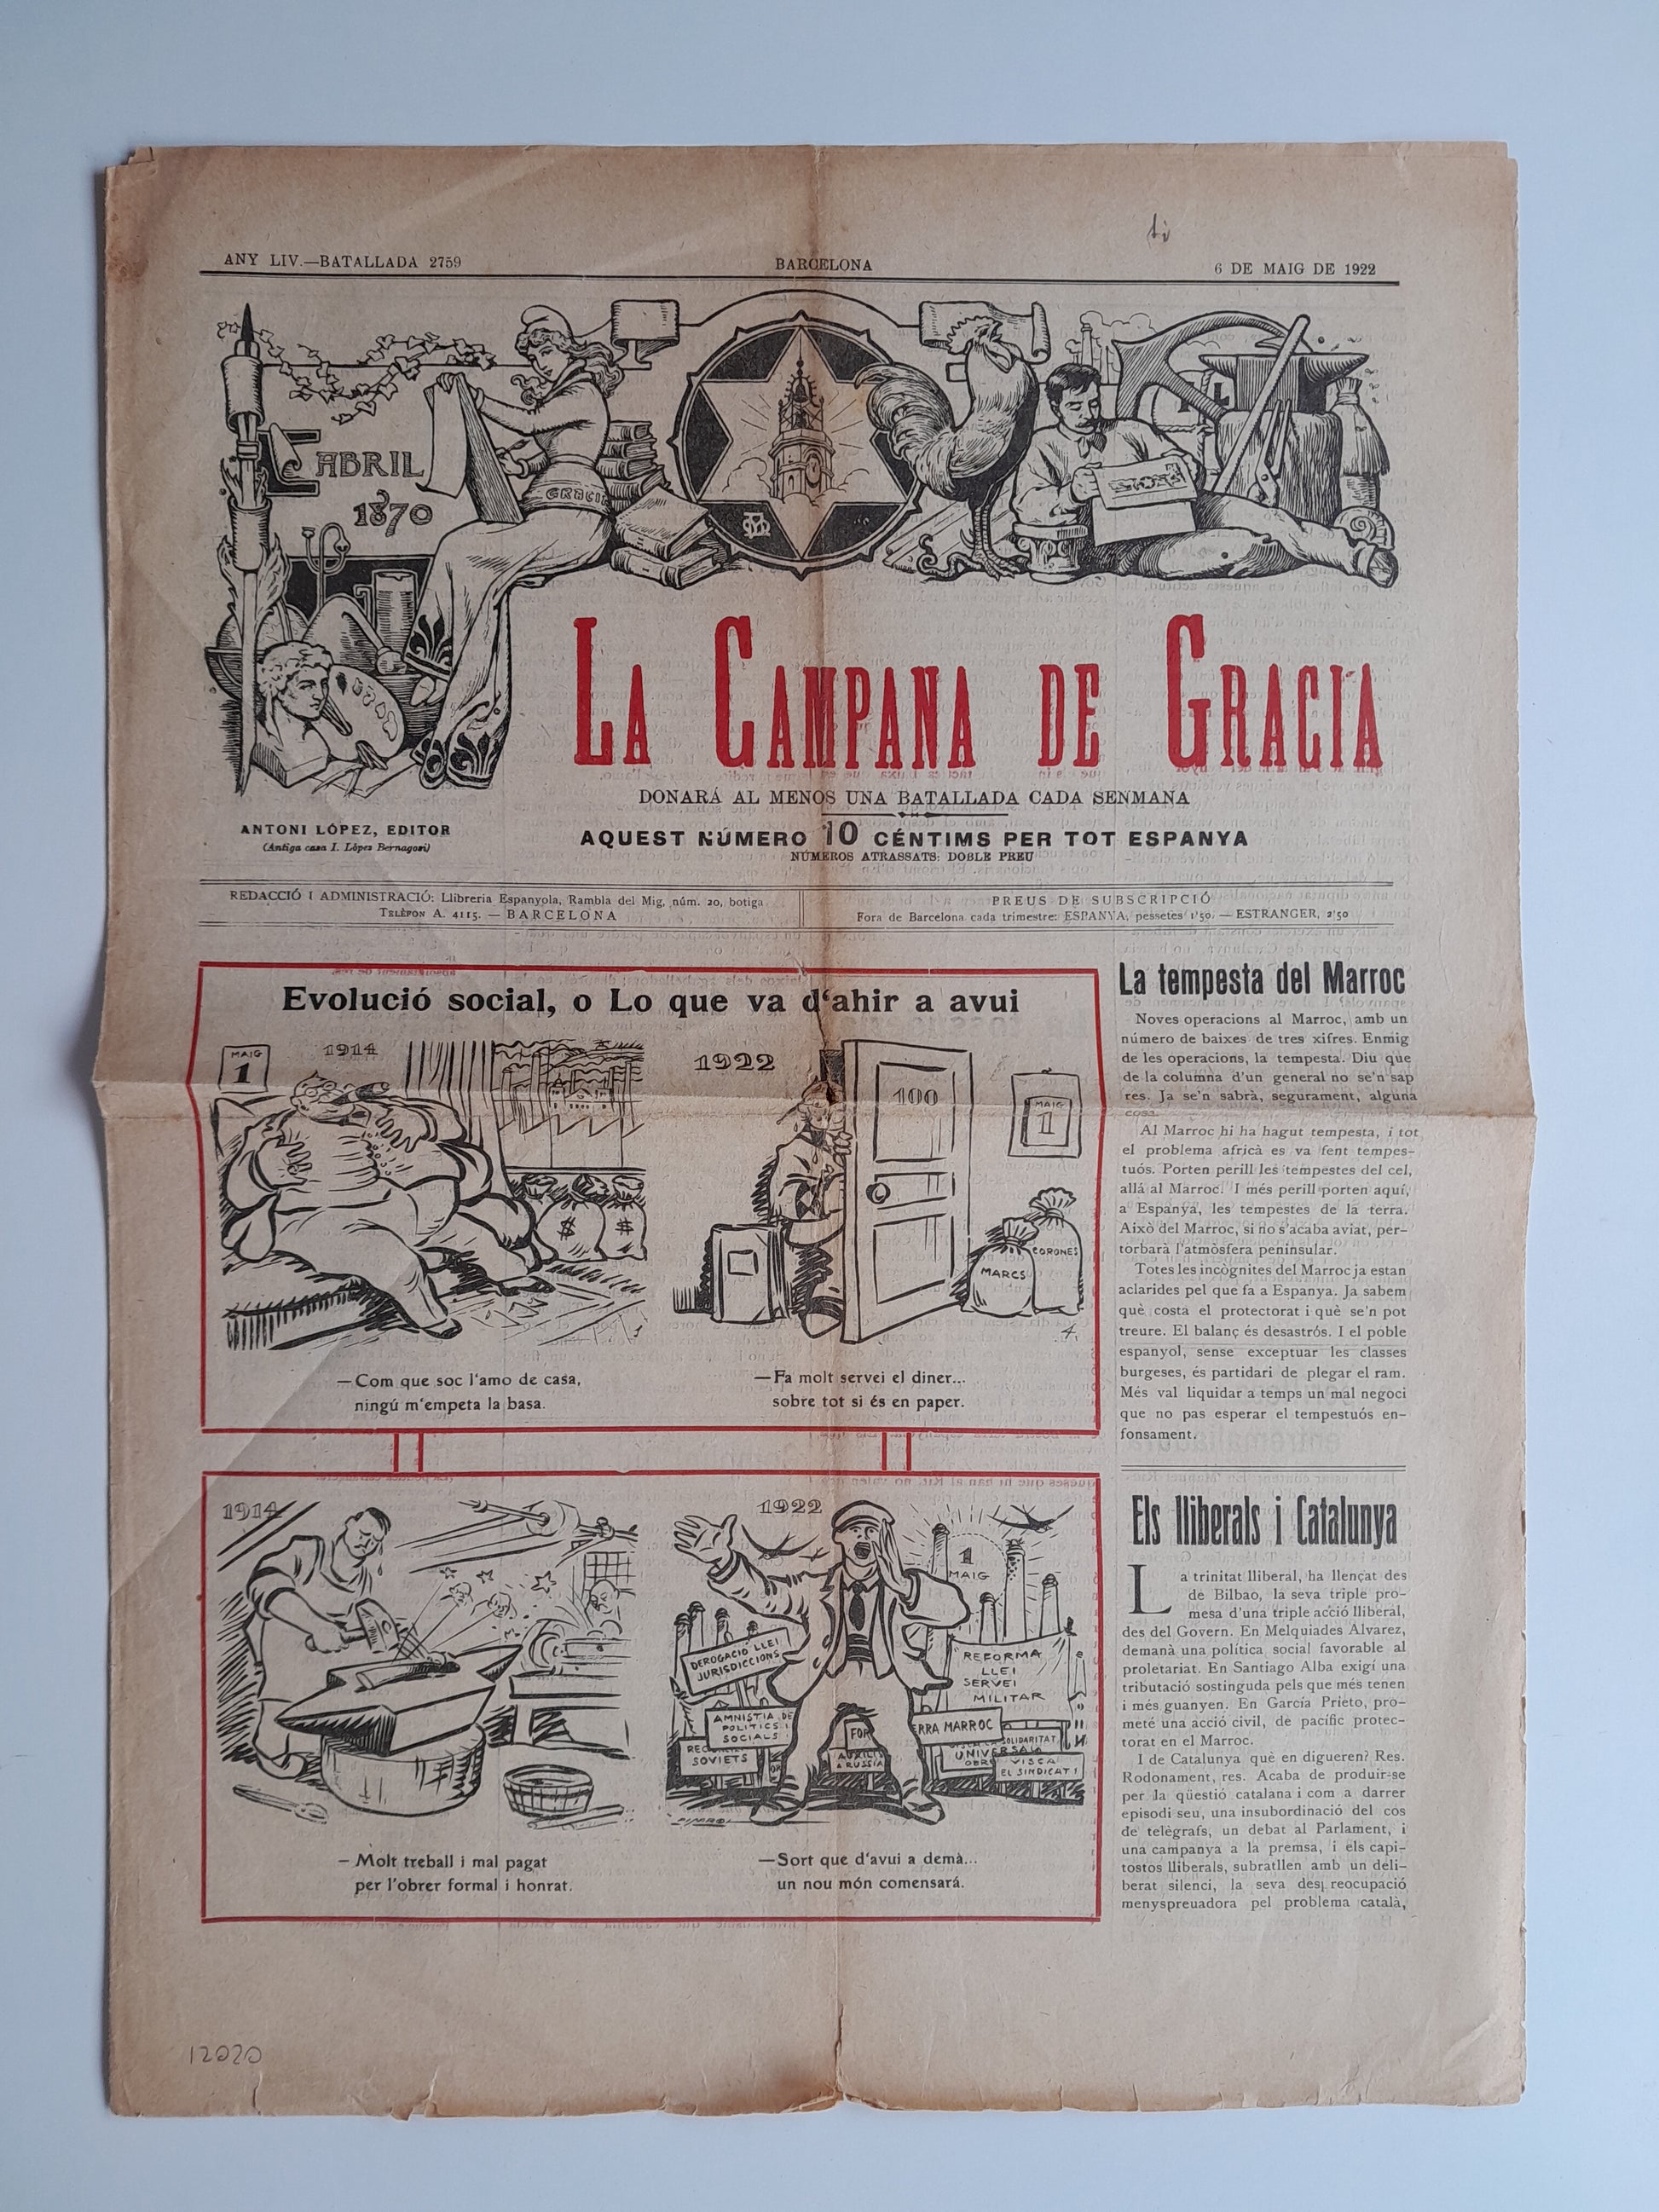 ANY LIV.—BATALLADA 2759
BARCELONA
6 DE MAIG DE 1922
ABRIL
1870
GRACIA
LA CAMPANA DE GRACIA
DONARÁ AL MENOS UNA BATALLADA CADA SENMANA
ANTONI LÓPEZ, EDITOR
(Antiga casa I. López Bernagosi)
AQUEST NÚMERO 10 CÉNTIMS PER TOT ESPANYA
NÚMEROS ATRASSATS: DOBLE PREU
REDACCIÓ I ADMINISTRACIÓ: Llibreria Espanyola, Rambla del Mig, núm. 20, botiga
TELÈFON A. 4115. — BARCELONA
PREUS DE SUBSCRIPCIÓ
Fora de Barcelona cada trimestre: ESPANYA, pessetes 1'50. — ESTRANGER, 2'50
Evolució social, o Lo que va d'ahir a avui
MAIG
1
1914
$
$
1922
100
MAIG
1
MARCS
CORONES
—Com que soc l'amo de casa,
ningú m'empeta la basa.
—Fa molt servei el diner...
sobre tot si és en paper.
1914
1922
1
MAIG
DEROGACIÓ LLEI
JURISDICCIONS
AMNISTIA DE
POLITICS I
SOCIALS
SOVIETS
FOR
AUXILI
A RUSSIA
REFORMA
LLEI
SERVEI
MILITAR
ERRA MARROC
SOLIDARITAT
UNIVERSAL
OBRE
VISCA
EL SINDICAT!
—Molt treball i mal pagat
per l'obrer formal i honrat.
—Sort que d'avui a demà...
un nou món comensará.
La tempesta del Marroc
Noves operacions al Marroc, amb un
número de baixes de tres xifres. Enmig
de les operacions, la tempesta. Diu que
de la columna d'un general no se'n sap
res. Ja se'n sabrà, segurament, alguna
cosa.
Al Marroc hi ha hagut tempesta, i tot
el problema africà es va fent tempes-
tuós. Porten perill les tempestes del cel,
allá al Marroc. I més perill porten aquí,
a Espanya, les tempestes de la terra.
Això del Marroc, si no s'acaba aviat, per-
torbarà l'atmòsfera peninsular.
Totes les incògnites del Marroc ja estan
aclarides pel que fa a Espanya. Ja sabem
què costa el protectorat i què se'n pot
treure. El balanç és desastrós. I el poble
espanyol, sense exceptuar les classes
burgeses, és partidari de plegar el ram.
Més val liquidar a temps un mal negoci
que no pas esperar el tempestuós en-
fonsament.
Els lliberals i Catalunya
La trinitat lliberal, ha llençat des
de Bilbao, la seva triple pro-
mesa d'una triple acció lliberal,
des del Govern. En Melquiades Alvarez,
demanà una política social favorable al
proletariat. En Santiago Alba exigí una
tributació sostinguda pels que més tenen
i més guanyen. En García Prieto, pro-
meté una acció civil, de pacífic protec-
torat en el Marroc.
I de Catalunya què en digueren? Res.
Rodonament, res. Acaba de produir-se
per la qüestió catalana i com a darrer
episodi seu, una insubordinació del cos
de telègrafs, un debat al Parlament, i
una campanya a la premsa, i els capi-
tostos lliberals, subratllen amb un deli-
berat silenci, la seva despreocupació
menyspreuadora pel problema català,
12020